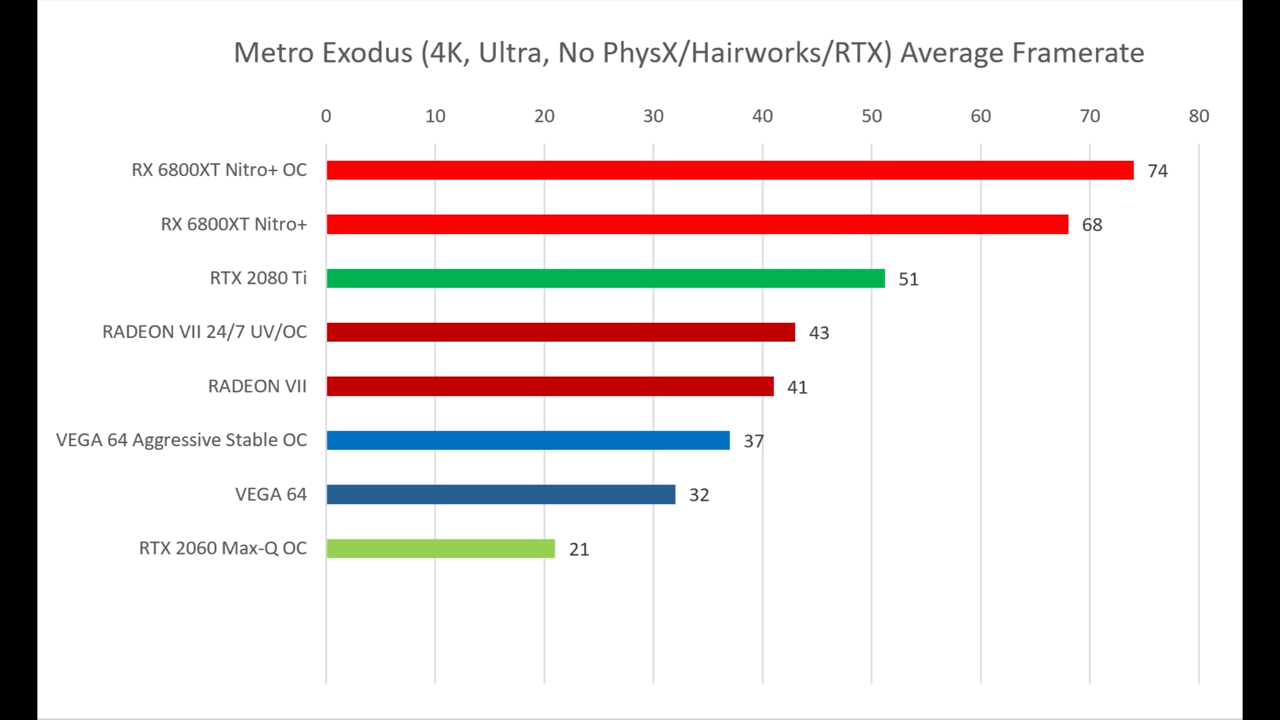 Metro Exodus (4K, Ultra, No PhysX/Hairworks/RTX) Average Framerate
0 10 20 30 40 50 60 70 80
RX 6800XT Nitro+ OC 74
RX 6800XT Nitro+ 68
RTX 2080 Ti 51
RADEON VII 24/7 UV/OC 43
RADEON VII 41
VEGA 64 Aggressive Stable OC 37
VEGA 64 32
RTX 2060 Max-Q OC 21